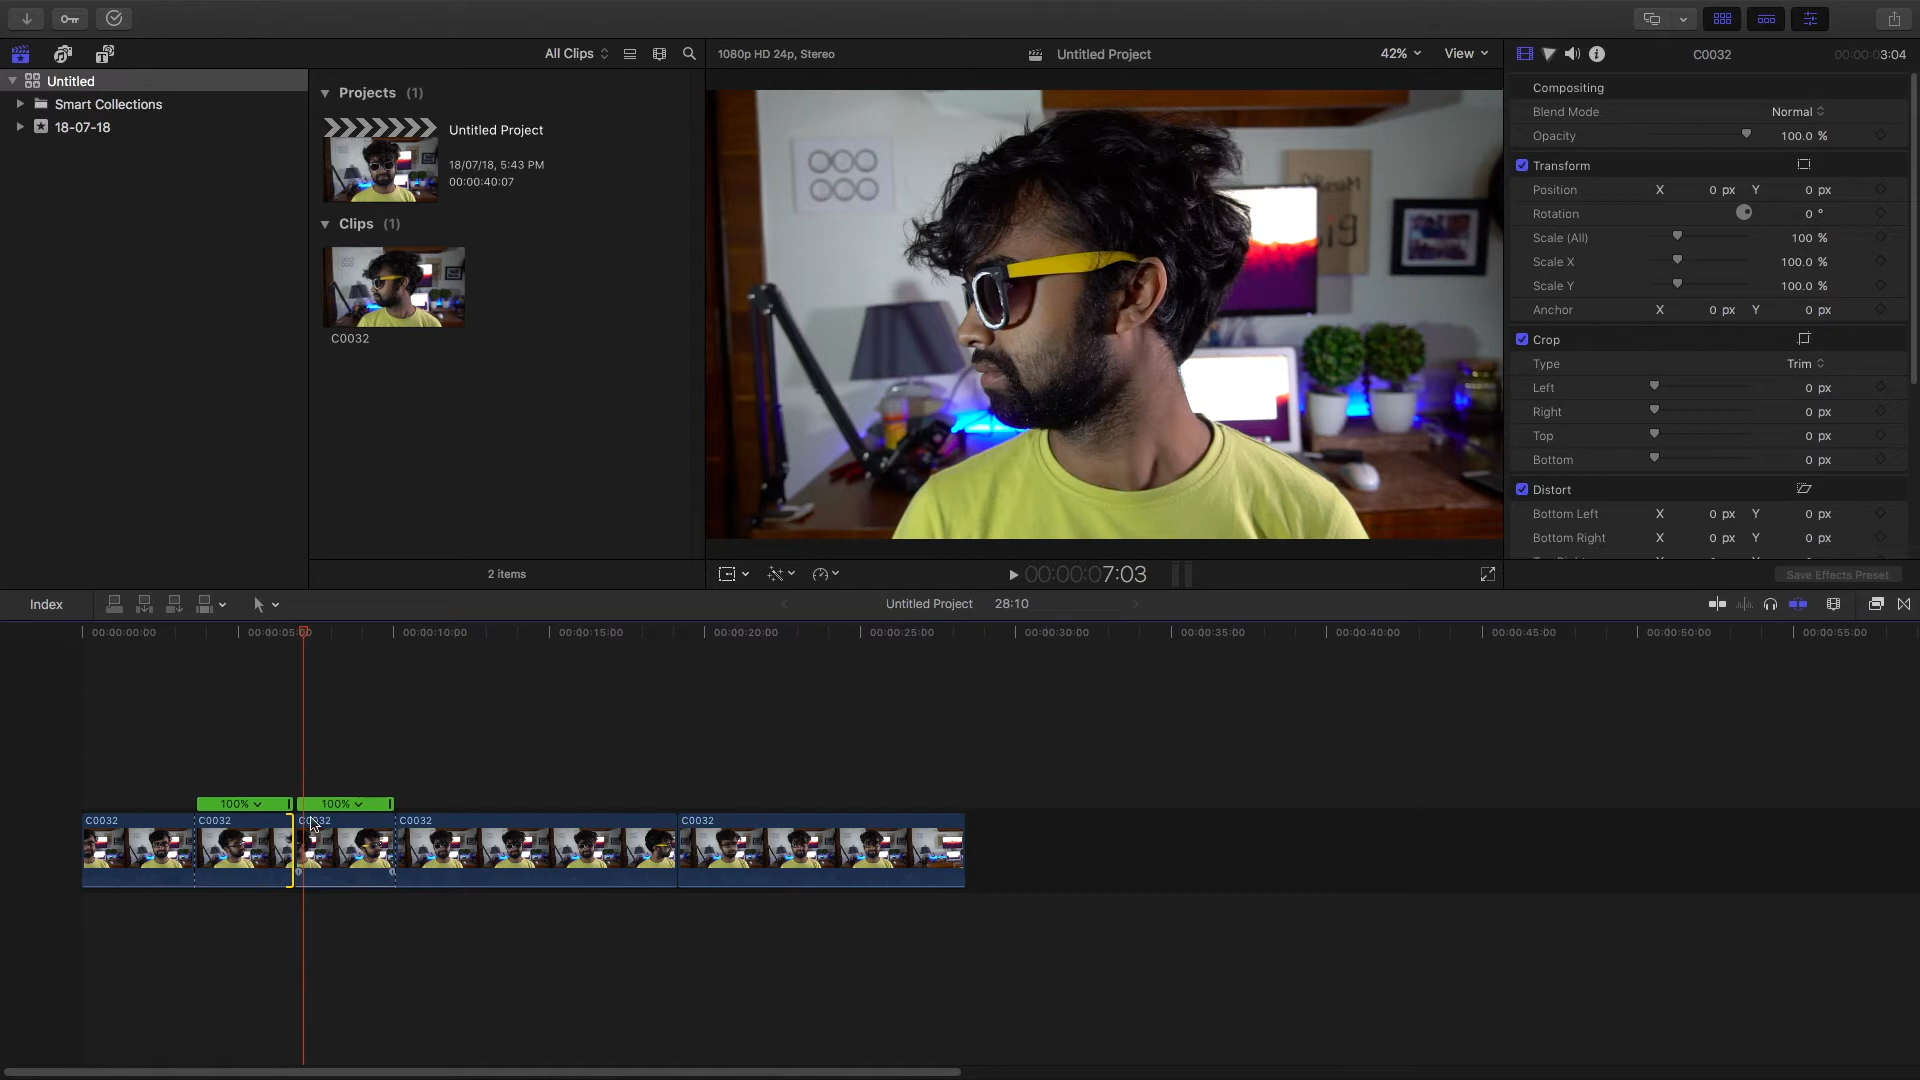 All Clips
1080p HD 24p, Stereo
Untitled Project
42%
View
C0032
00:00:03:04
Untitled
Smart Collections
18-07-18
Projects (1)
Untitled Project
18/07/18, 5:43 PM
00:00:40:07
Clips (1)
C0032
2 items
00:00:07:03
Compositing
Blend Mode Normal
Opacity 100.0 %
Transform
Position X 0 px Y 0 px
Rotation 0 °
Scale (All) 100 %
Scale X 100.0 %
Scale Y 100.0 %
Anchor X 0 px Y 0 px
Crop
Type Trim
Left 0 px
Right 0 px
Top 0 px
Bottom 0 px
Distort
Bottom Left X 0 px Y 0 px
Bottom Right X 0 px Y 0 px
Save Effects Preset
Index
Untitled Project 28:10
00:00:00:00 00:00:05:00 00:00:10:00 00:00:15:00 00:00:20:00 00:00:25:00 00:00:30:00 00:00:35:00 00:00:40:00 00:00:45:00 00:00:50:00 00:00:55:00
100% 100%
C0032 C0032 C0032 C0032 C0032